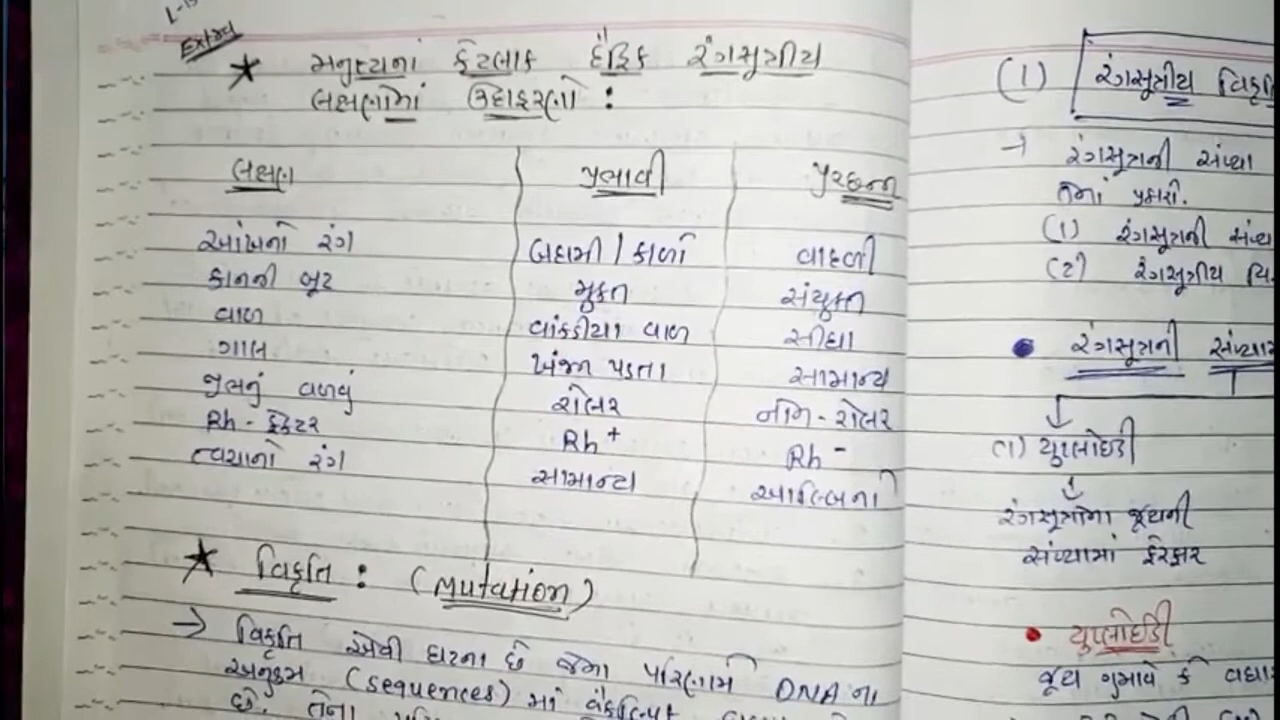 L-15
Extra
★ મનુષ્યનાં કેટલાક દૈહિક રંગસૂત્રીય
લક્ષણોમાં ઉદાહરણો :
લક્ષણ પ્રભાવી પ્રચ્છન્ન
આંખનો રંગ બદામી / કાળો વાદળી
કાનની બૂટ મુક્ત સંયુક્ત
વાળ વાંકડીયા વાળ સીધા
ગાલ ખંજન પડતા સામાન્ય
જીભનું વળવું રોલર નોન - રોલર
Rh - ફેક્ટર Rh⁺ Rh⁻
ત્વચાનો રંગ સામાન્ય આલ્બિનો
★ વિકૃતિ : (Mutation)
→ વિકૃતિ એવી ઘટના છે જેમાં પરિણામે DNA ના
અનુક્રમ (sequences) માં વૈકલ્પિક
છે. તેના
(1) રંગસૂત્રીય
→ રંગસૂત્રની સંખ્યા
તેનાં પ્રકારો.
(1) રંગસૂત્રની
(2) રંગસૂત્રીય
• રંગસૂત્રની
(1) યુપ્લોઇડી
રંગસૂત્રોના જૂથની
સંખ્યામાં ફેરફાર
• યુપ્લોઇડી
જૂથ ગુમાવે કે